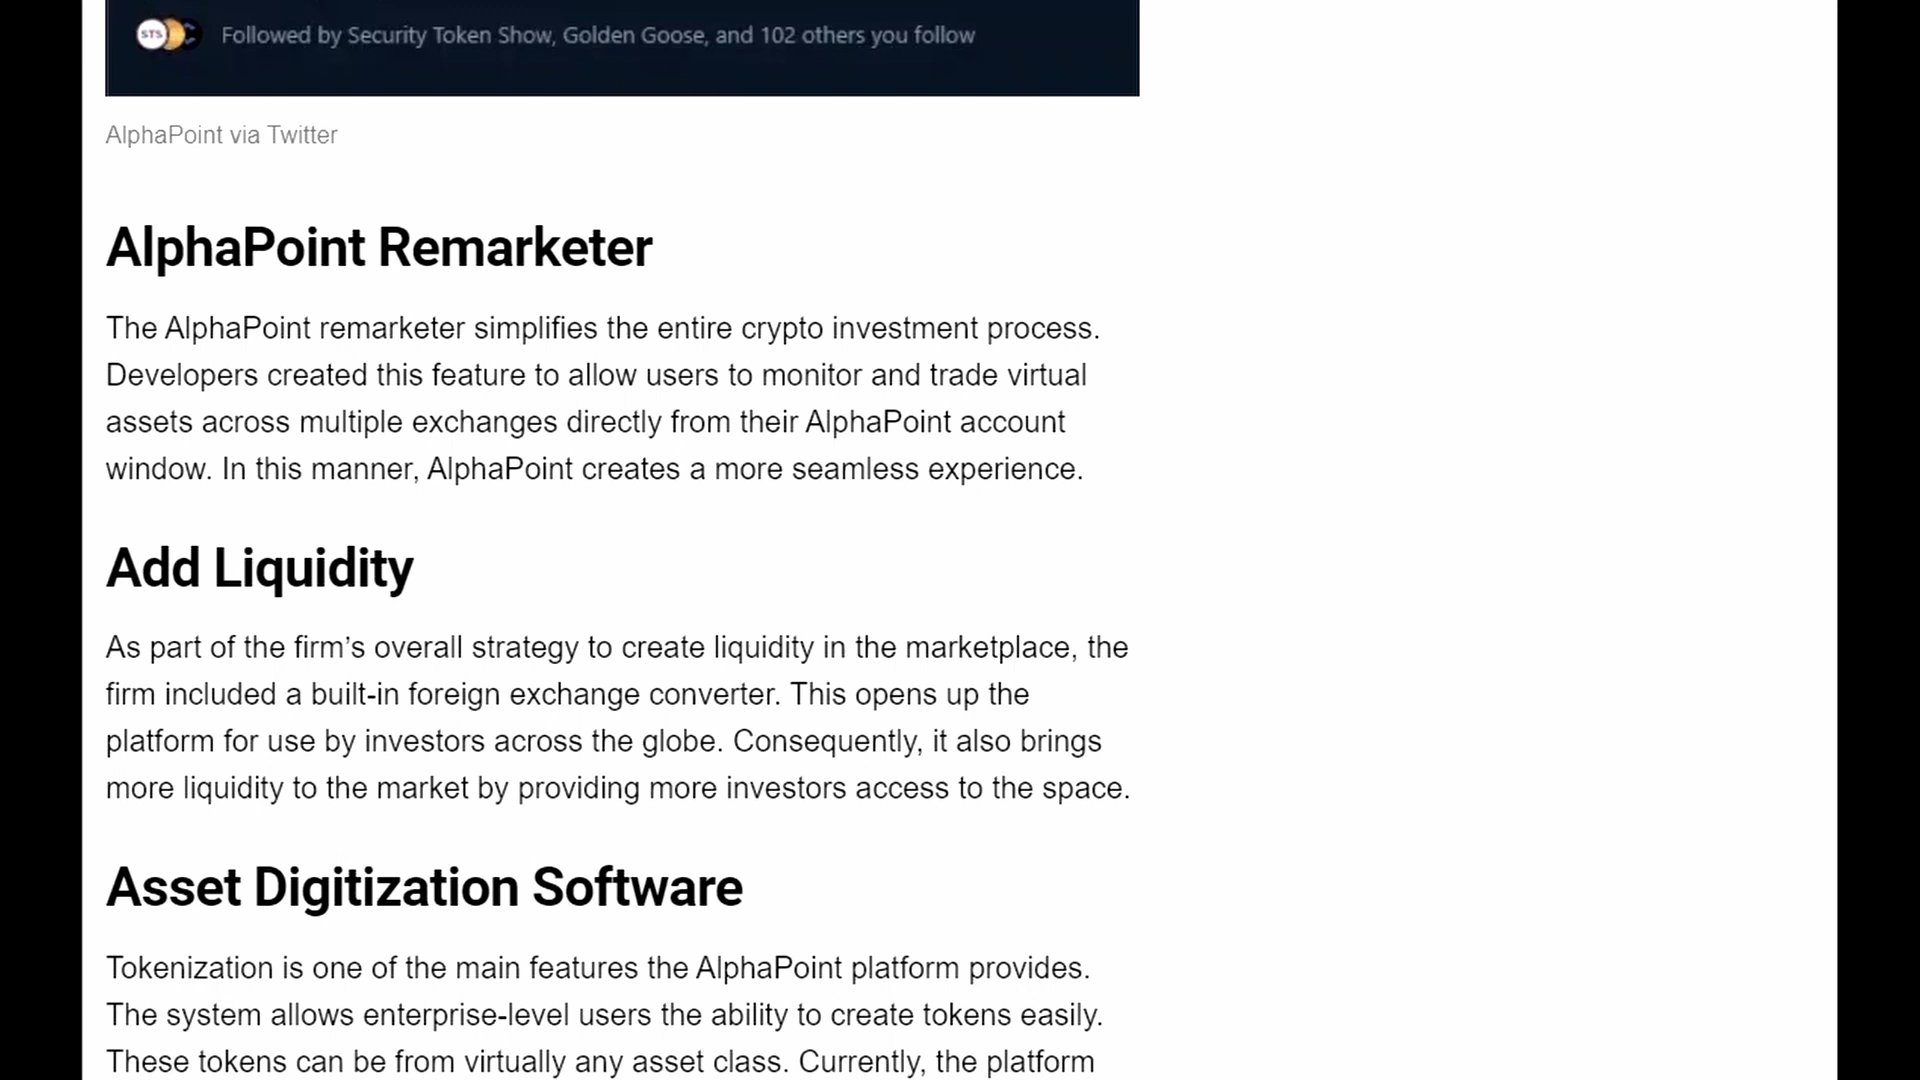 STS Followed by Security Token Show, Golden Goose, and 102 others you follow
AlphaPoint via Twitter
AlphaPoint Remarketer
The AlphaPoint remarketer simplifies the entire crypto investment process.
Developers created this feature to allow users to monitor and trade virtual
assets across multiple exchanges directly from their AlphaPoint account
window. In this manner, AlphaPoint creates a more seamless experience.
Add Liquidity
As part of the firm’s overall strategy to create liquidity in the marketplace, the
firm included a built-in foreign exchange converter. This opens up the
platform for use by investors across the globe. Consequently, it also brings
more liquidity to the market by providing more investors access to the space.
Asset Digitization Software
Tokenization is one of the main features the AlphaPoint platform provides.
The system allows enterprise-level users the ability to create tokens easily.
These tokens can be from virtually any asset class. Currently, the platform